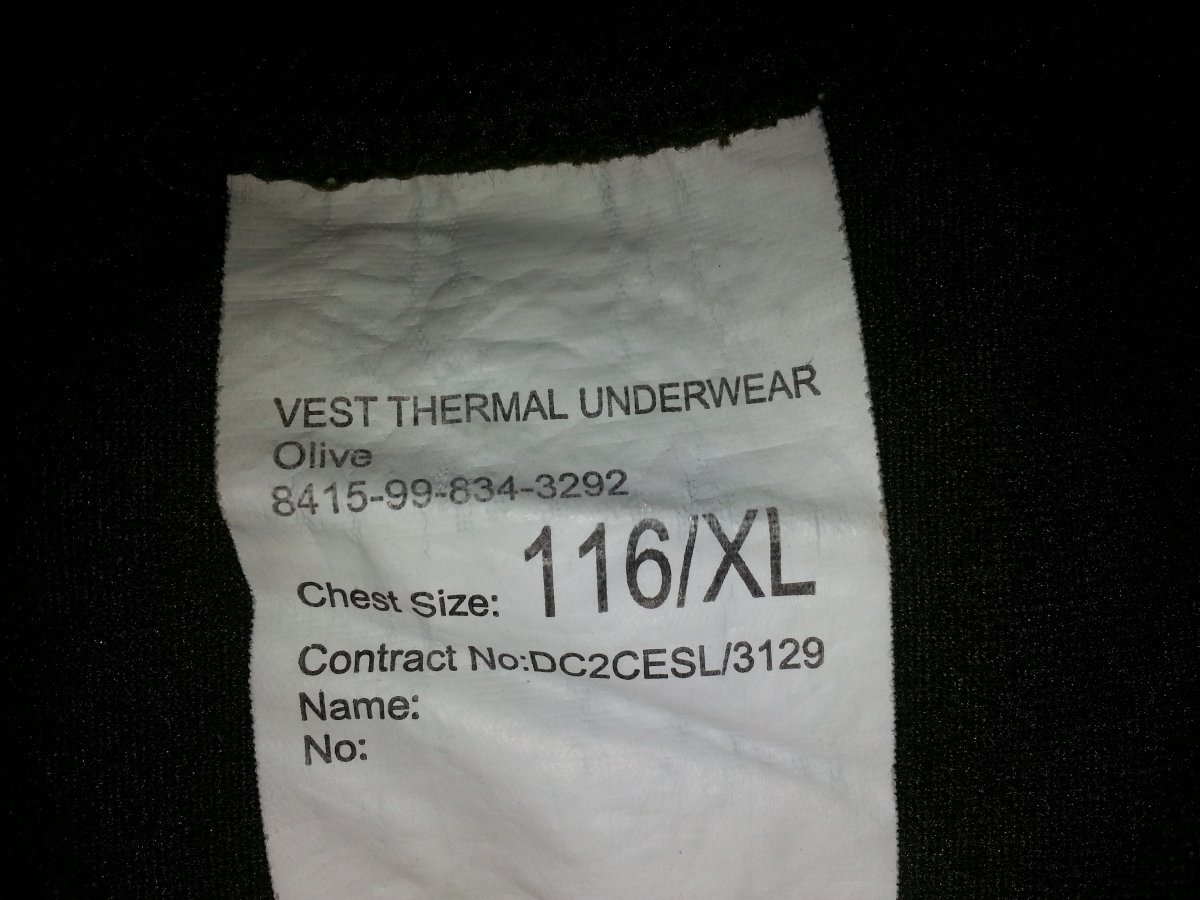 VEST THERMAL UNDERWEAR
Olive
8415-99-834-3292
Chest Size: 116/XL
Contract No:DC2CESL/3129
Name:
No: